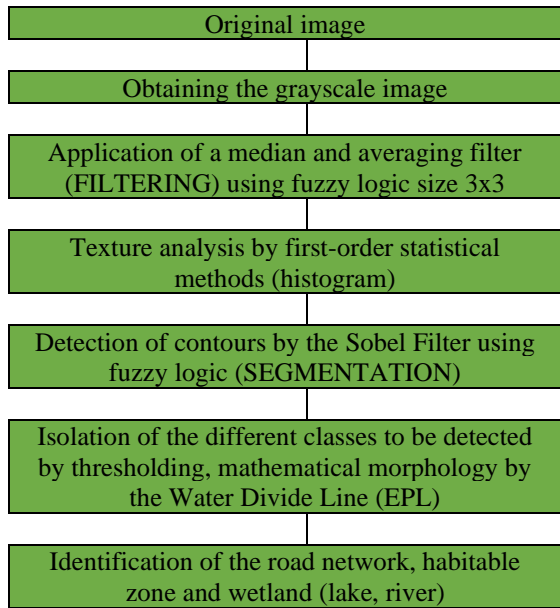 Original image
Obtaining the grayscale image
Application of a median and averaging filter
(FILTERING) using fuzzy logic size 3x3
Texture analysis by first-order statistical
methods (histogram)
Detection of contours by the Sobel Filter using
fuzzy logic (SEGMENTATION)
Isolation of the different classes to be detected
by thresholding, mathematical morphology by
the Water Divide Line (EPL)
Identification of the road network, habitable
zone and wetland (lake, river)